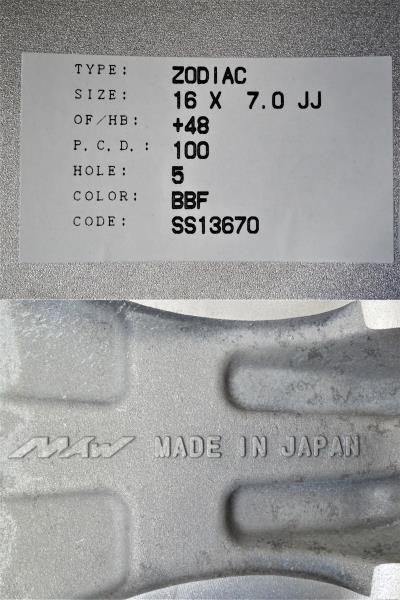 TYPE: ZODIAC
SIZE: 16 X 7.0 JJ
OF/HB: +48
P.C.D.: 100
HOLE: 5
COLOR: BBF
CODE: SS13670
MAW MADE IN JAPAN